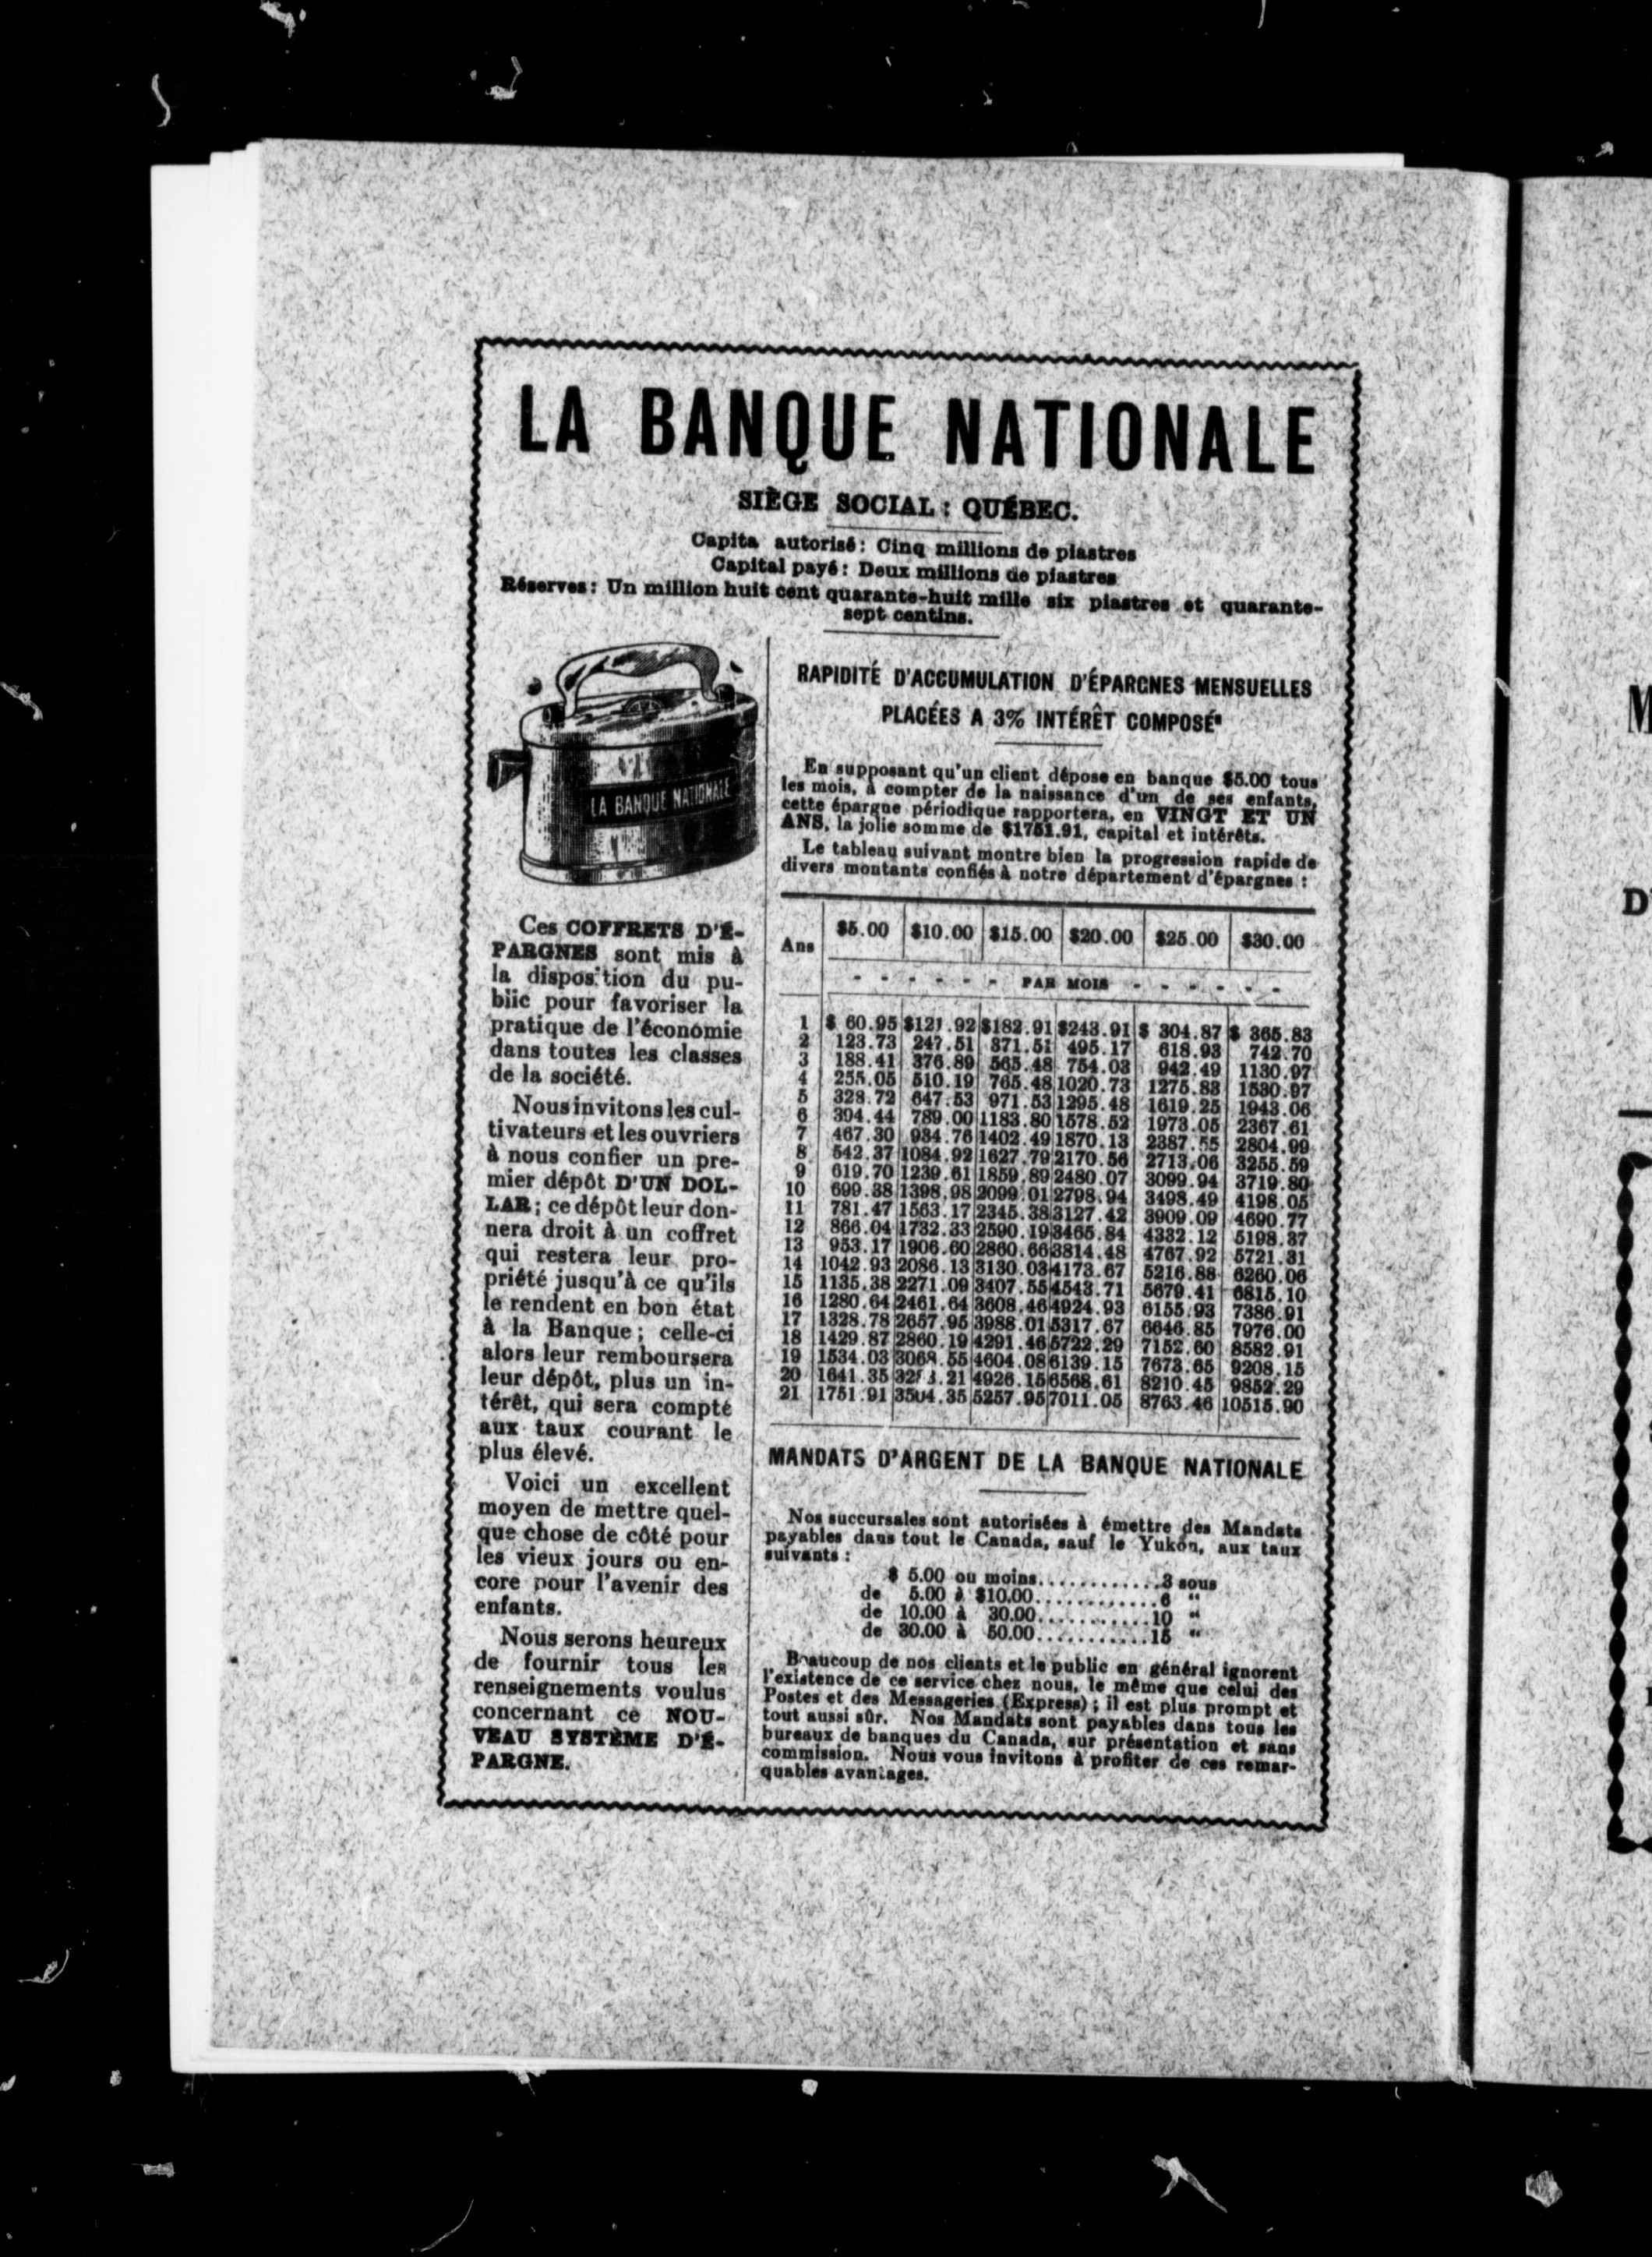 LA BANQUE NATIONALE
SIÈGE SOCIAL : QUÉBEC.
Capita autorisé : Cinq millions de piastres
Capital payé : Deux millions de piastres
Réserves : Un million huit cent quarante-huit mille six piastres et quarante-
sept centins.
LA BANQUE NATIONALE
Ces COFFRETS D'É-
PARGNES sont mis à
la disposition du pu-
blic pour favoriser la
pratique de l'économie
dans toutes les classes
de la société.
Nous invitons les cul-
tivateurs et les ouvriers
à nous confier un pre-
mier dépôt D'UN DOL-
LAR ; ce dépôt leur don-
nera droit à un coffret
qui restera leur pro-
priété jusqu'à ce qu'ils
le rendent en bon état
à la Banque ; celle-ci
alors leur remboursera
leur dépôt, plus un in-
térêt, qui sera compté
aux taux courant le
plus élevé.
Voici un excellent
moyen de mettre quel-
que chose de côté pour
les vieux jours ou en-
core pour l'avenir des
enfants.
Nous serons heureux
de fournir tous les
renseignements voulus
concernant ce NOU-
VEAU SYSTÈME D'É-
PARGNE.
RAPIDITÉ D'ACCUMULATION D'ÉPARGNES MENSUELLES
PLACÉES A 3% INTÉRÊT COMPOSÉ
En supposant qu'un client dépose en banque $5.00 tous
les mois, à compter de la naissance d'un de ses enfants,
cette épargne périodique rapportera, en VINGT ET UN
ANS, la jolie somme de $1751.91, capital et intérêts.
Le tableau suivant montre bien la progression rapide de
divers montants confiés à notre département d'épargnes :
Ans $5.00 $10.00 $15.00 $20.00 $25.00 $30.00
- - - - - - PAR MOIS - - - - - -
1 $ 60.95 $121.92 $182.91 $243.91 $ 304.87 $ 365.83
2 123.73 247.51 371.51 495.17 618.93 742.70
3 188.41 376.89 565.48 754.03 942.49 1130.97
4 255.05 510.19 765.48 1020.73 1275.83 1530.97
5 328.72 647.53 971.53 1295.48 1619.25 1943.06
6 394.44 789.00 1183.80 1578.52 1973.05 2367.61
7 467.30 934.76 1402.49 1870.13 2387.55 2804.99
8 542.37 1084.92 1627.79 2170.56 2713.06 3255.59
9 619.70 1239.61 1859.89 2480.07 3099.94 3719.80
10 699.38 1398.98 2099.01 2798.94 3498.49 4198.05
11 781.47 1563.17 2345.38 3127.42 3909.09 4690.77
12 866.04 1732.33 2590.19 3465.84 4332.12 5198.37
13 953.17 1906.60 2860.66 3814.48 4767.92 5721.31
14 1042.93 2086.13 3130.03 4173.67 5216.88 6260.06
15 1135.38 2271.09 3407.55 4543.71 5679.41 6815.10
16 1280.64 2461.64 3608.46 4924.93 6155.93 7386.91
17 1328.78 2657.95 3988.01 5317.67 6646.85 7976.00
18 1429.87 2860.19 4291.46 5722.29 7152.60 8582.91
19 1534.03 3068.55 4604.08 6139.15 7673.65 9208.15
20 1641.35 4926.15 6568.61 8210.45 9852.29
21 1751.91 3504.35 5257.95 7011.05 8763.46 10515.90
MANDATS D'ARGENT DE LA BANQUE NATIONALE
Nos succursales sont autorisées à émettre des Mandats
payables dans tout le Canada, sauf le Yukon, aux taux
suivants :
$ 5.00 ou moins............3 sous
de 5.00 à $10.00............6 "
de 10.00 à 30.00...........10 "
de 30.00 à 50.00...........15 "
Beaucoup de nos clients et le public en général ignorent
l'existence de ce service chez nous, le même que celui des
Postes et des Messageries (Express) ; il est plus prompt et
tout aussi sûr. Nos Mandats sont payables dans tous les
bureaux de banques du Canada, sur présentation et sans
commission. Nous vous invitons à profiter de ces remar-
quables avantages.
M
D'